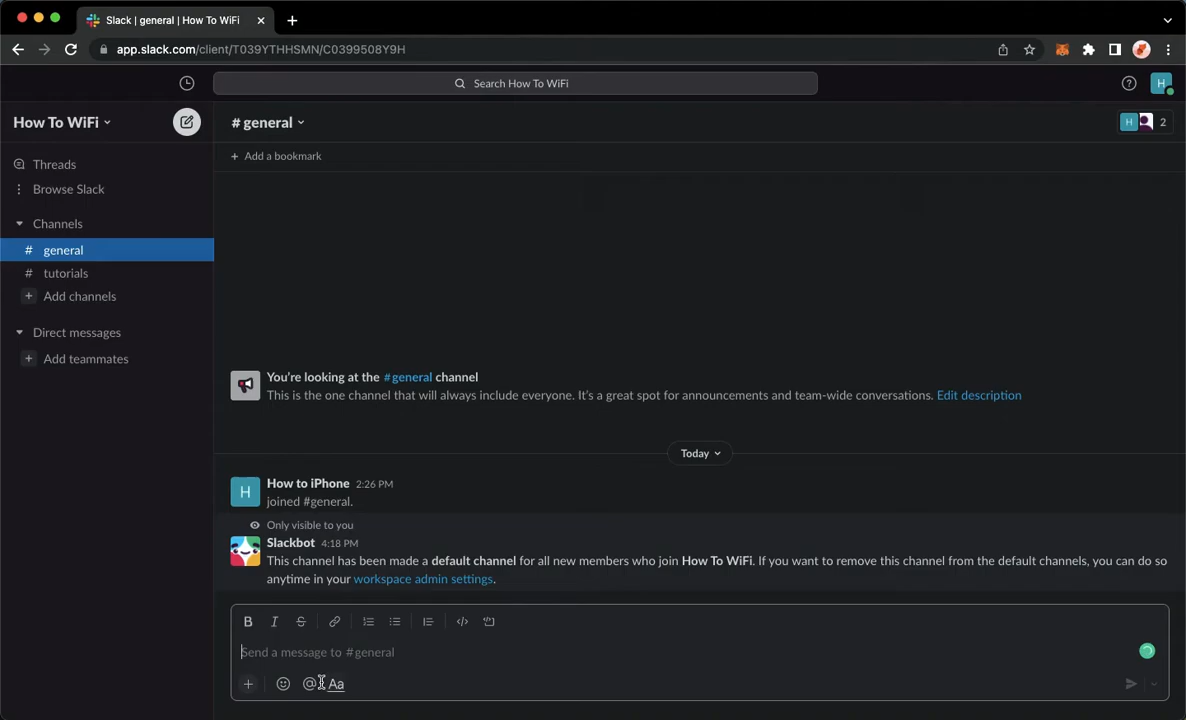 Slack | general | How To WiFi
app.slack.com/client/T039YTHHSMN/C0399508Y9H
Search How To WiFi
H
How To WiFi
# general
H 2
Threads
+ Add a bookmark
Browse Slack
Channels
# general
# tutorials
+ Add channels
Direct messages
+ Add teammates
You're looking at the #general channel
This is the one channel that will always include everyone. It's a great spot for announcements and team-wide conversations. Edit description
Today
H
How to iPhone 2:26 PM
joined #general.
Only visible to you
Slackbot 4:18 PM
This channel has been made a default channel for all new members who join How To WiFi. If you want to remove this channel from the default channels, you can do so
anytime in your workspace admin settings.
B I S
Send a message to #general
+ @ Aa